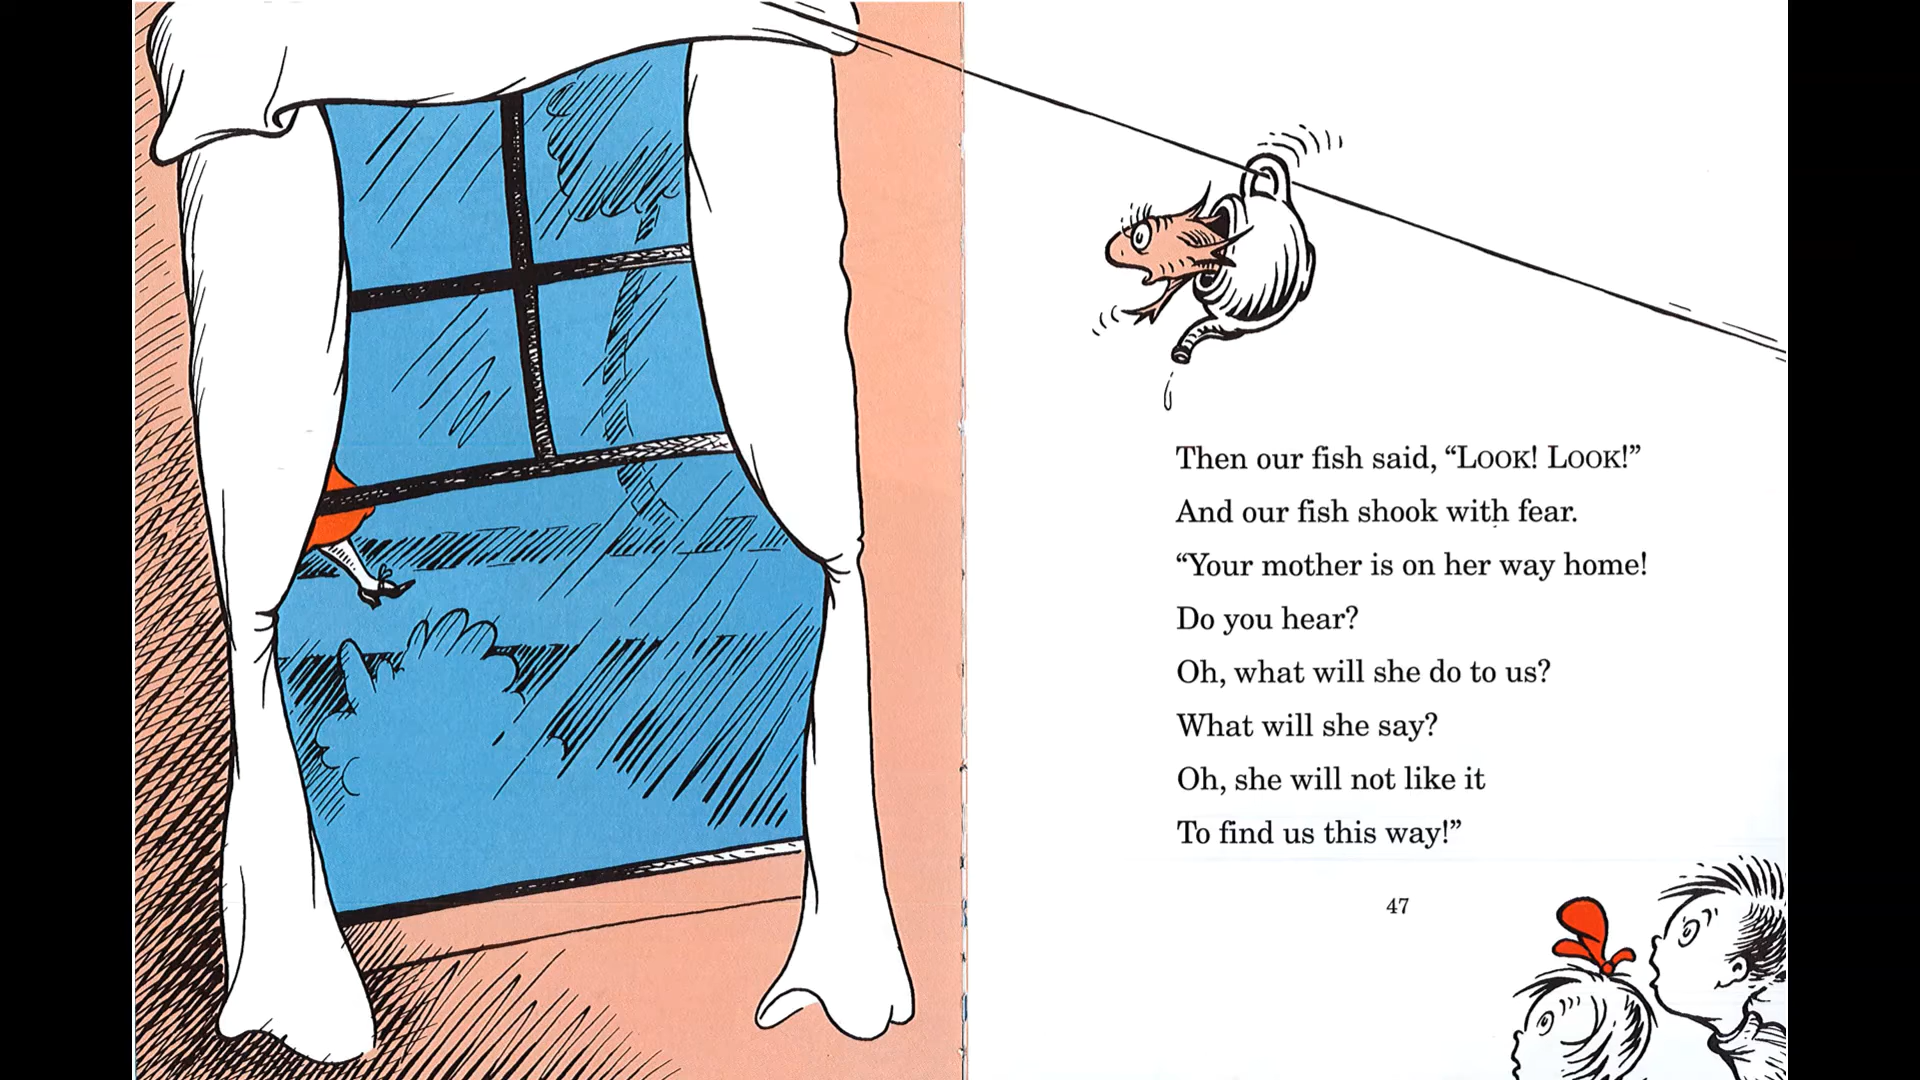 Then our fish said, “LOOK! LOOK!”
And our fish shook with fear.
“Your mother is on her way home!
Do you hear?
Oh, what will she do to us?
What will she say?
Oh, she will not like it
To find us this way!”
47